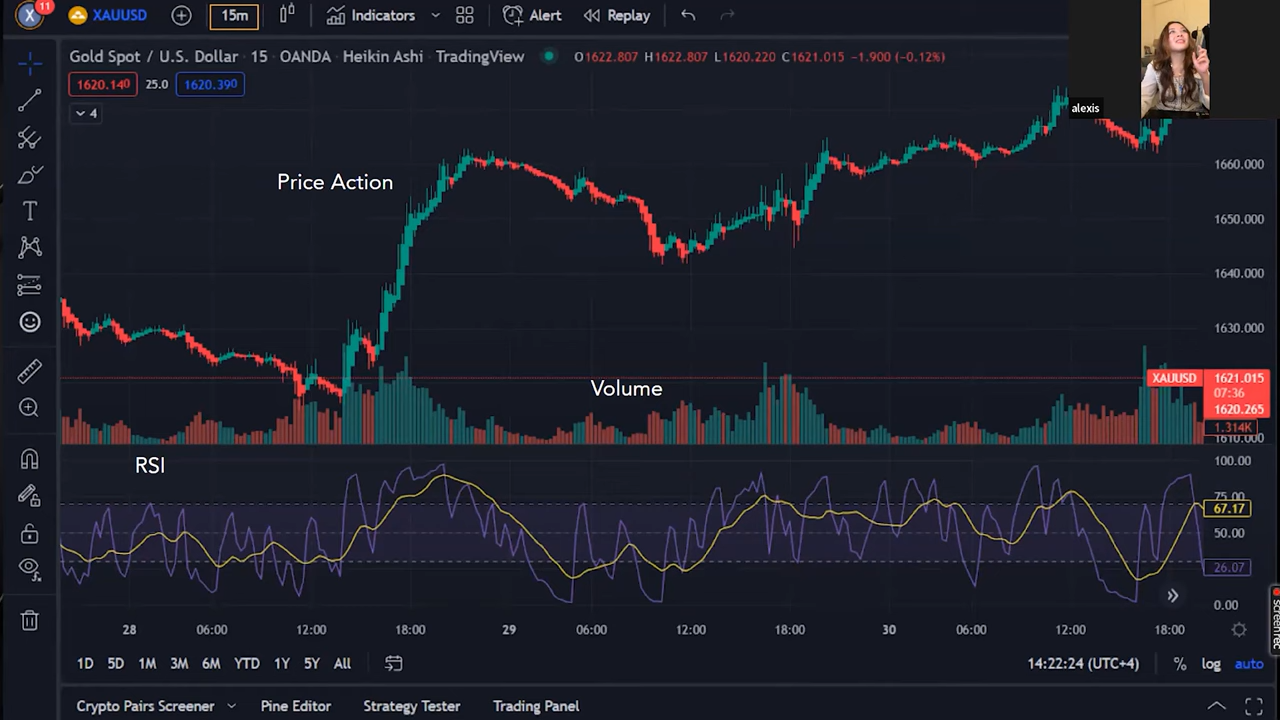 X 11 XAUUSD 15m Indicators Alert Replay
Gold Spot / U.S. Dollar · 15 · OANDA · Heikin Ashi · TradingView O1622.807 H1622.807 L1620.220 C1621.015 -1.900 (-0.12%)
1620.140 25.0 1620.390
alexis
4
1660.000
Price Action
1650.000
1640.000
1630.000
XAUUSD 1621.015
Volume
07:36
1620.265
1.314K
1610.000
RSI
100.00
75.00
67.17
50.00
26.07
0.00
28 06:00 12:00 18:00 29 06:00 12:00 18:00 30 06:00 12:00 18:00
1D 5D 1M 3M 6M YTD 1Y 5Y All 14:22:24 (UTC+4) % log auto
Crypto Pairs Screener Pine Editor Strategy Tester Trading Panel
screenrec